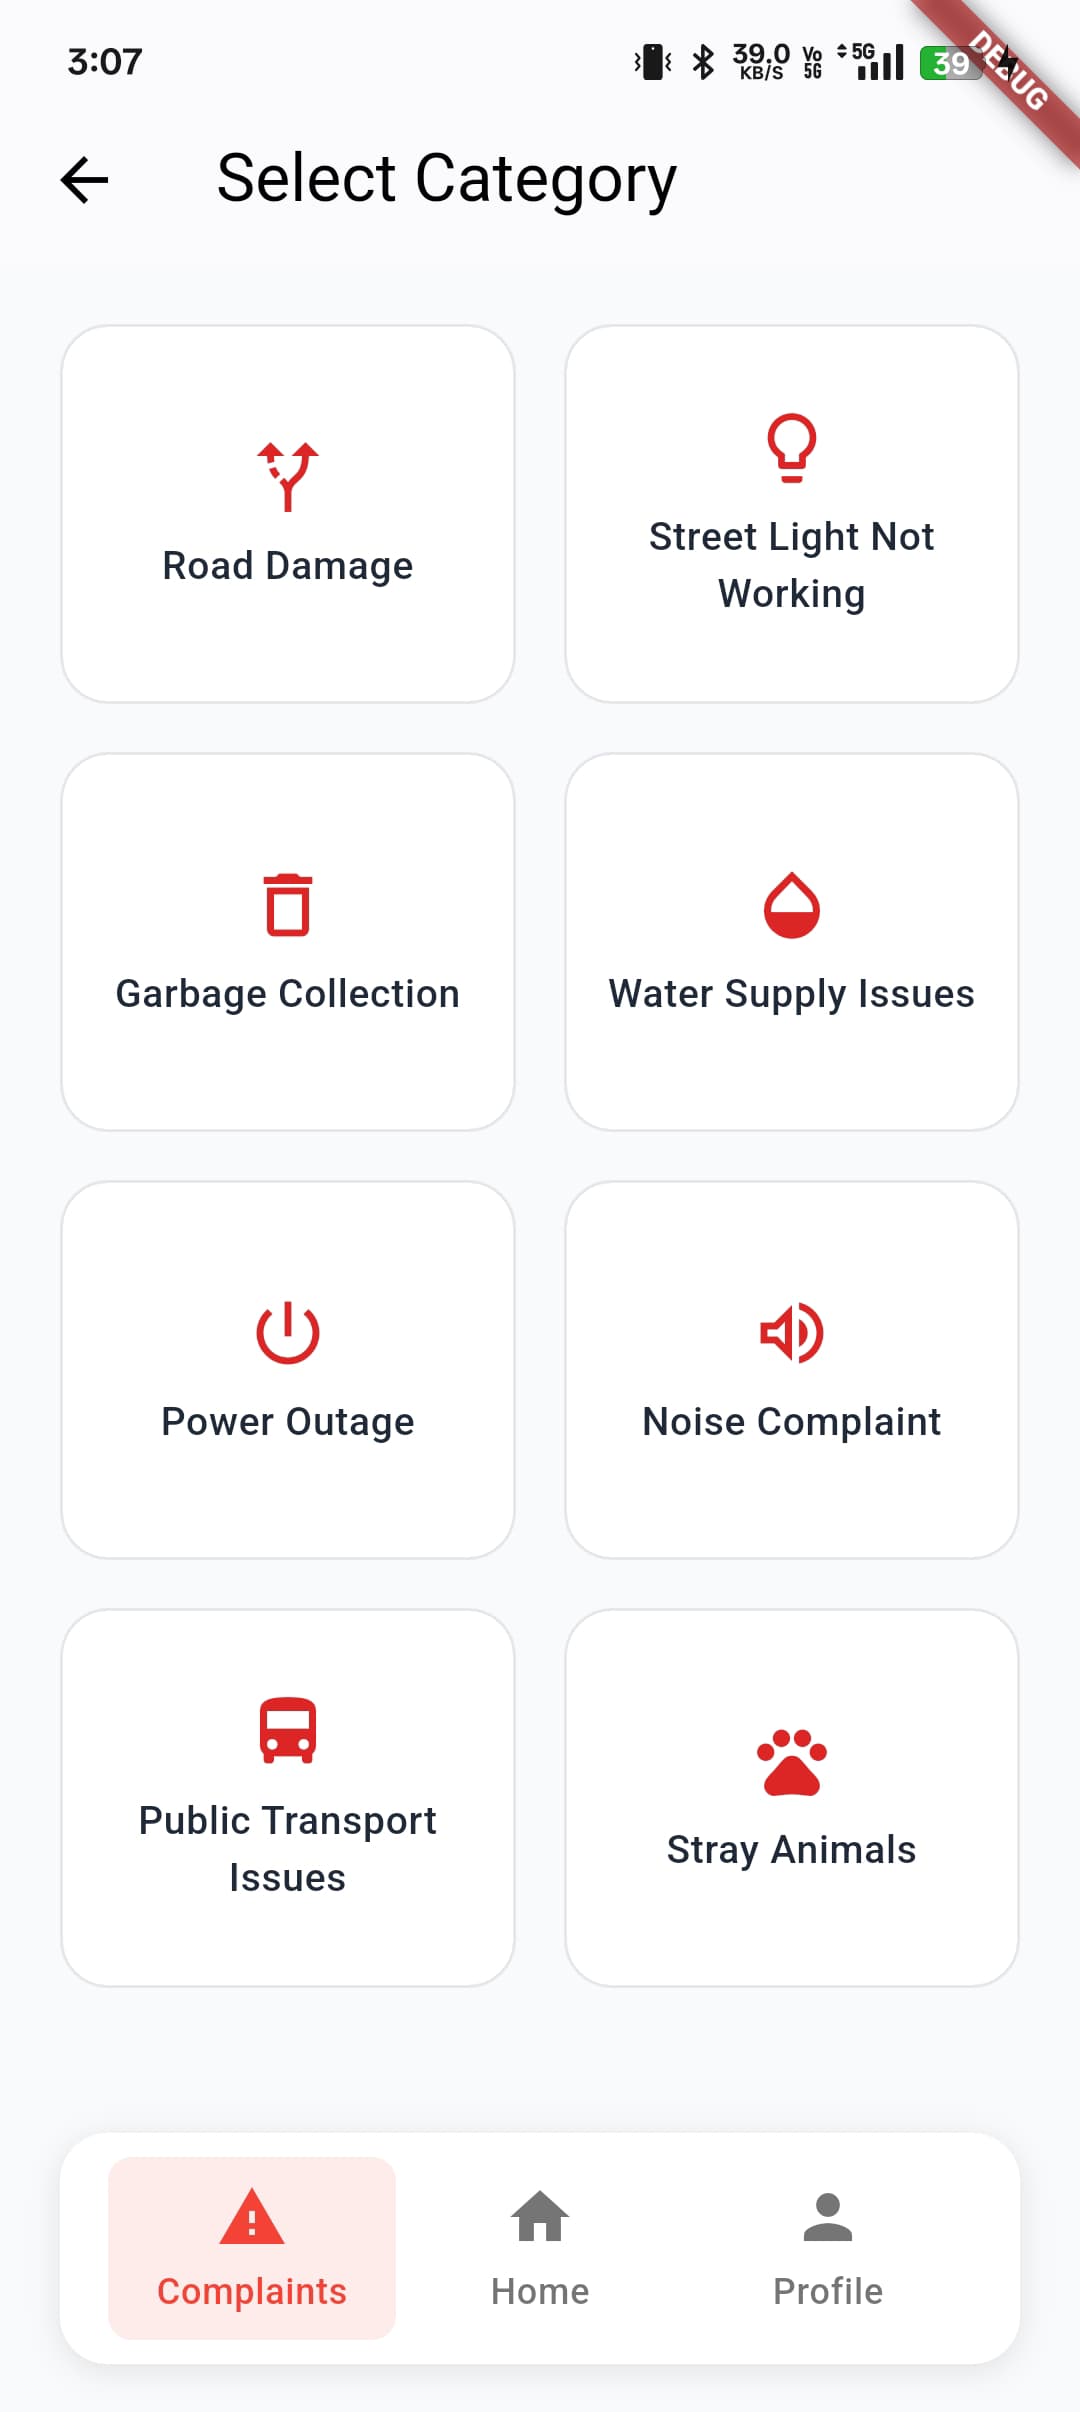 3:07
39.0
KB/S
Vo
5G
5G
39
DEBUG
Select Category
Road Damage
Street Light Not
Working
Garbage Collection
Water Supply Issues
Power Outage
Noise Complaint
Public Transport
Issues
Stray Animals
Complaints
Home
Profile